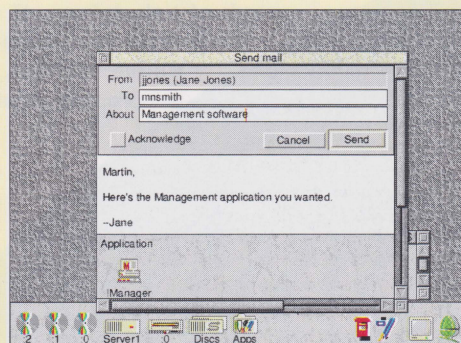 Send mail
From jjones (Jane Jones)
To mnsmith
About Management software
Acknowledge Cancel Send
Martin,
Here's the Management application you wanted.
--Jane
Application
!Manager
:2 :1 :0 Server1 :0 Discs Apps